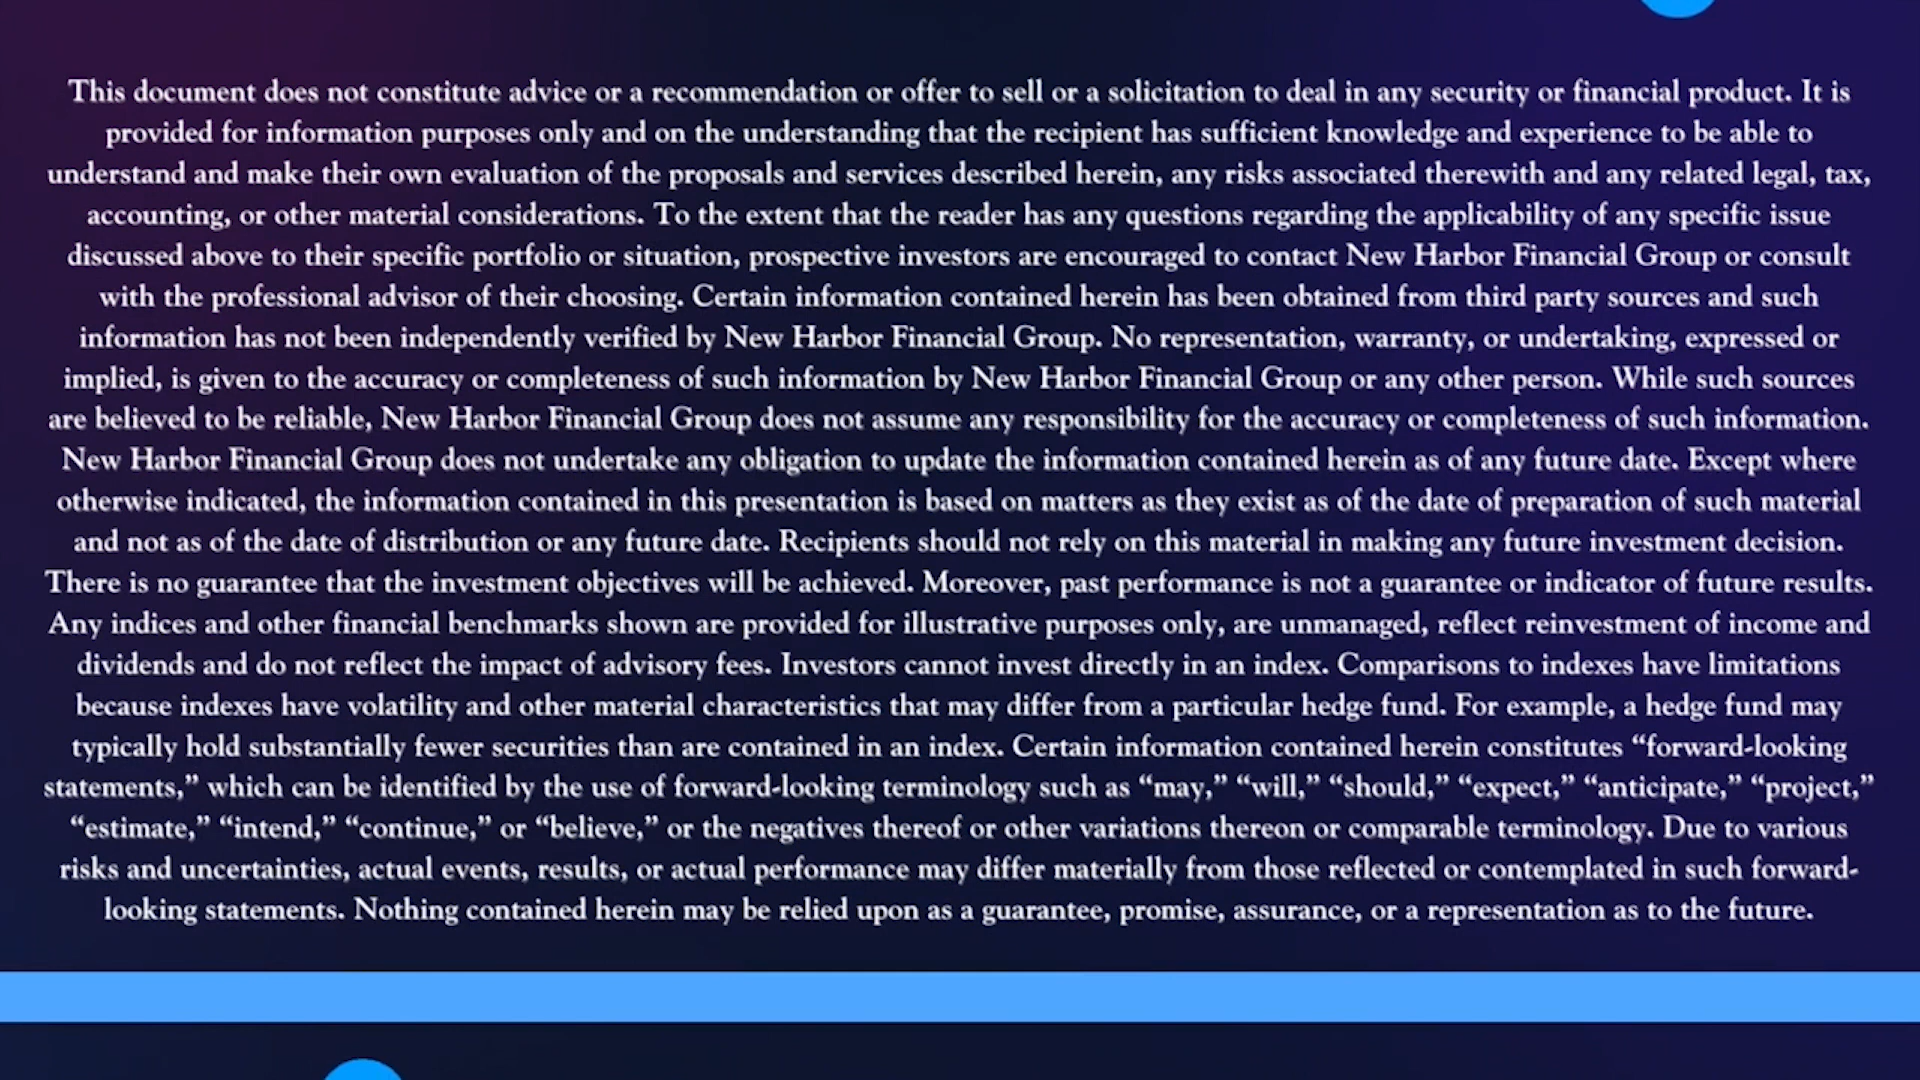 This document does not constitute advice or a recommendation or offer to sell or a solicitation to deal in any security or financial product. It is
provided for information purposes only and on the understanding that the recipient has sufficient knowledge and experience to be able to
understand and make their own evaluation of the proposals and services described herein, any risks associated therewith and any related legal, tax,
accounting, or other material considerations. To the extent that the reader has any questions regarding the applicability of any specific issue
discussed above to their specific portfolio or situation, prospective investors are encouraged to contact New Harbor Financial Group or consult
with the professional advisor of their choosing. Certain information contained herein has been obtained from third party sources and such
information has not been independently verified by New Harbor Financial Group. No representation, warranty, or undertaking, expressed or
implied, is given to the accuracy or completeness of such information by New Harbor Financial Group or any other person. While such sources
are believed to be reliable, New Harbor Financial Group does not assume any responsibility for the accuracy or completeness of such information.
New Harbor Financial Group does not undertake any obligation to update the information contained herein as of any future date. Except where
otherwise indicated, the information contained in this presentation is based on matters as they exist as of the date of preparation of such material
and not as of the date of distribution or any future date. Recipients should not rely on this material in making any future investment decision.
There is no guarantee that the investment objectives will be achieved. Moreover, past performance is not a guarantee or indicator of future results.
Any indices and other financial benchmarks shown are provided for illustrative purposes only, are unmanaged, reflect reinvestment of income and
dividends and do not reflect the impact of advisory fees. Investors cannot invest directly in an index. Comparisons to indexes have limitations
because indexes have volatility and other material characteristics that may differ from a particular hedge fund. For example, a hedge fund may
typically hold substantially fewer securities than are contained in an index. Certain information contained herein constitutes “forward-looking
statements,” which can be identified by the use of forward-looking terminology such as “may,” “will,” “should,” “expect,” “anticipate,” “project,”
“estimate,” “intend,” “continue,” or “believe,” or the negatives thereof or other variations thereon or comparable terminology. Due to various
risks and uncertainties, actual events, results, or actual performance may differ materially from those reflected or contemplated in such forward-
looking statements. Nothing contained herein may be relied upon as a guarantee, promise, assurance, or a representation as to the future.